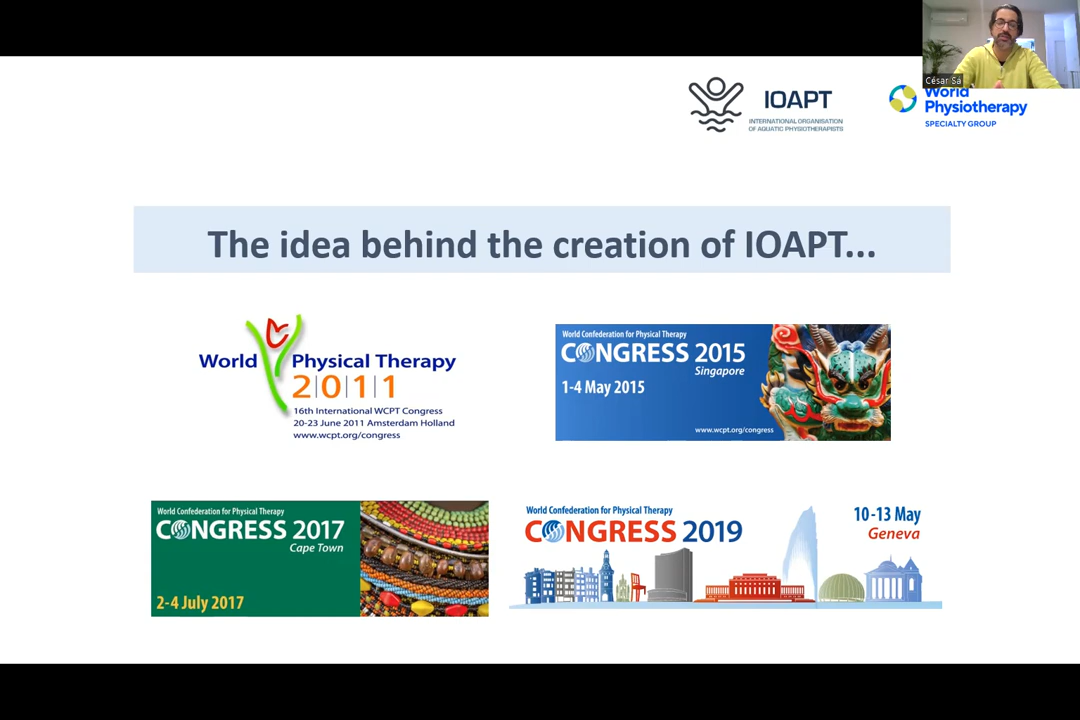 César Sá
IOAPT
INTERNATIONAL ORGANISATION
OF AQUATIC PHYSIOTHERAPISTS
World
Physiotherapy
SPECIALTY GROUP
The idea behind the creation of IOAPT...
World Physical Therapy
2|0|1|1
16th International WCPT Congress
20-23 June 2011 Amsterdam Holland
www.wcpt.org/congress
World Confederation for Physical Therapy
CONGRESS 2015
Singapore
1-4 May 2015
www.wcpt.org/congress
World Confederation for Physical Therapy
CONGRESS 2017
Cape Town
2-4 July 2017
World Confederation for Physical Therapy
CONGRESS 2019
10-13 May
Geneva